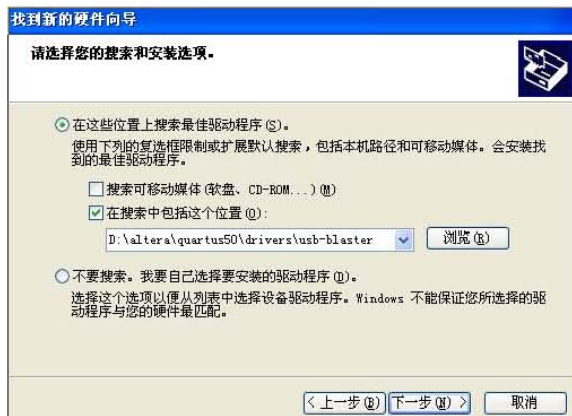 找到新的硬件向导
请选择您的搜索和安装选项。
在这些位置上搜索最佳驱动程序(S)。
使用下列的复选框限制或扩展默认搜索，包括本机路径和可移动媒体。会安装找
到的最佳驱动程序。
搜索可移动媒体(软盘、CD-ROM...)(M)
在搜索中包括这个位置(O):
D:\altera\quartus50\drivers\usb-blaster
浏览(R)
不要搜索。我要自己选择要安装的驱动程序(D)。
选择这个选项以便从列表中选择设备驱动程序。Windows 不能保证您所选择的驱
动程序与您的硬件最匹配。
< 上一步(B) 下一步(N) > 取消